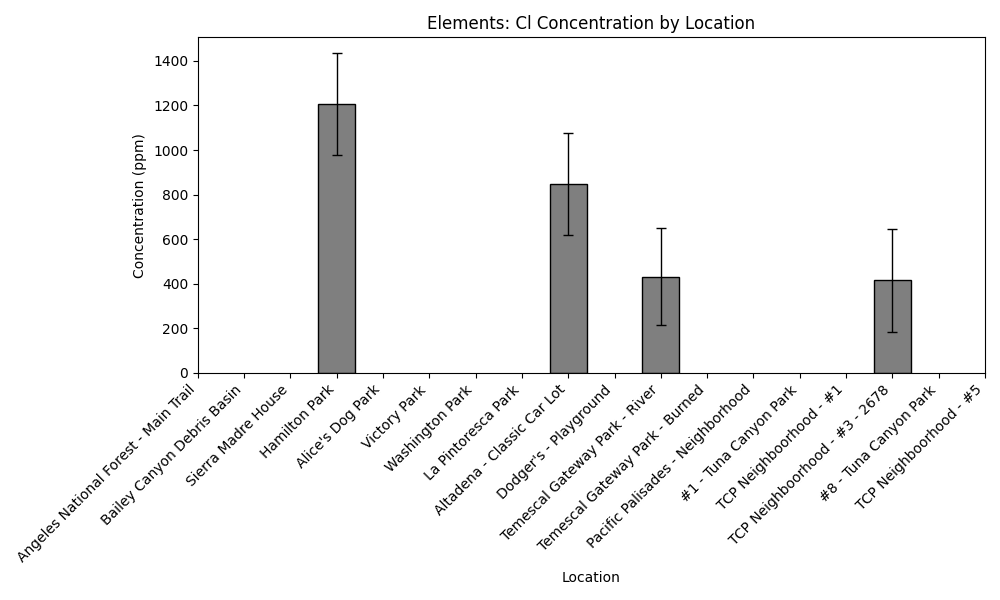 Elements: Cl Concentration by Location
Concentration (ppm)
1400
1200
1000
800
600
400
200
0
Angeles National Forest - Main Trail
Bailey Canyon Debris Basin
Sierra Madre House
Hamilton Park
Alice's Dog Park
Victory Park
Washington Park
La Pintoresca Park
Altadena - Classic Car Lot
Dodger's - Playground
Temescal Gateway Park - River
Temescal Gateway Park - Burned
Pacific Palisades - Neighborhood
#1 - Tuna Canyon Park
TCP Neighboorhood - #1
TCP Neighboorhood - #3 - 2678
#8 - Tuna Canyon Park
TCP Neighboorhood - #5
Location